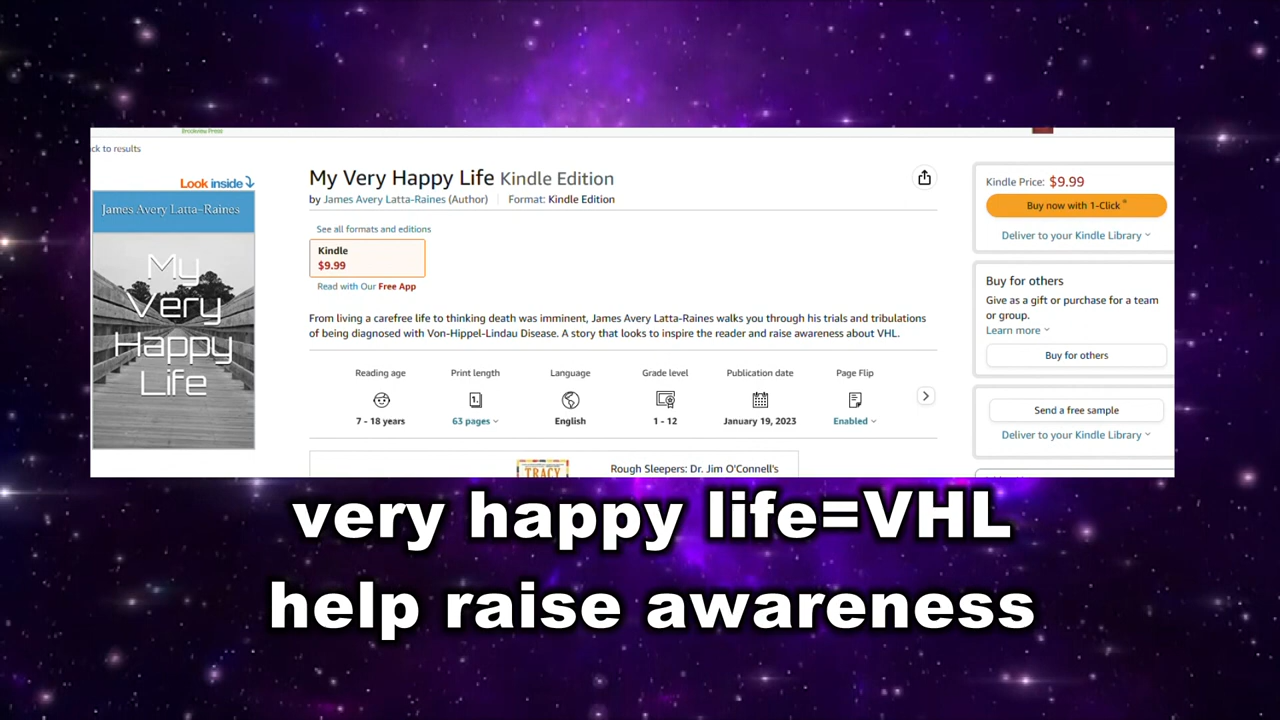 Brookview Press
ck to results
Look inside
James Avery Latta-Raines
My
Very
Happy
Life
My Very Happy Life Kindle Edition
by James Avery Latta-Raines (Author) Format: Kindle Edition
See all formats and editions
Kindle
$9.99
Read with Our Free App
From living a carefree life to thinking death was imminent, James Avery Latta-Raines walks you through his trials and tribulations
of being diagnosed with Von-Hippel-Lindau Disease. A story that looks to inspire the reader and raise awareness about VHL.
Reading age
7 - 18 years
Print length
63 pages
Language
English
Grade level
1 - 12
Publication date
January 19, 2023
Page Flip
Enabled
TRACY
Rough Sleepers: Dr. Jim O'Connell's
Kindle Price: $9.99
Buy now with 1-Click ®
Deliver to your Kindle Library
Buy for others
Give as a gift or purchase for a team
or group.
Learn more
Buy for others
Send a free sample
Deliver to your Kindle Library
very happy life=VHL
help raise awareness